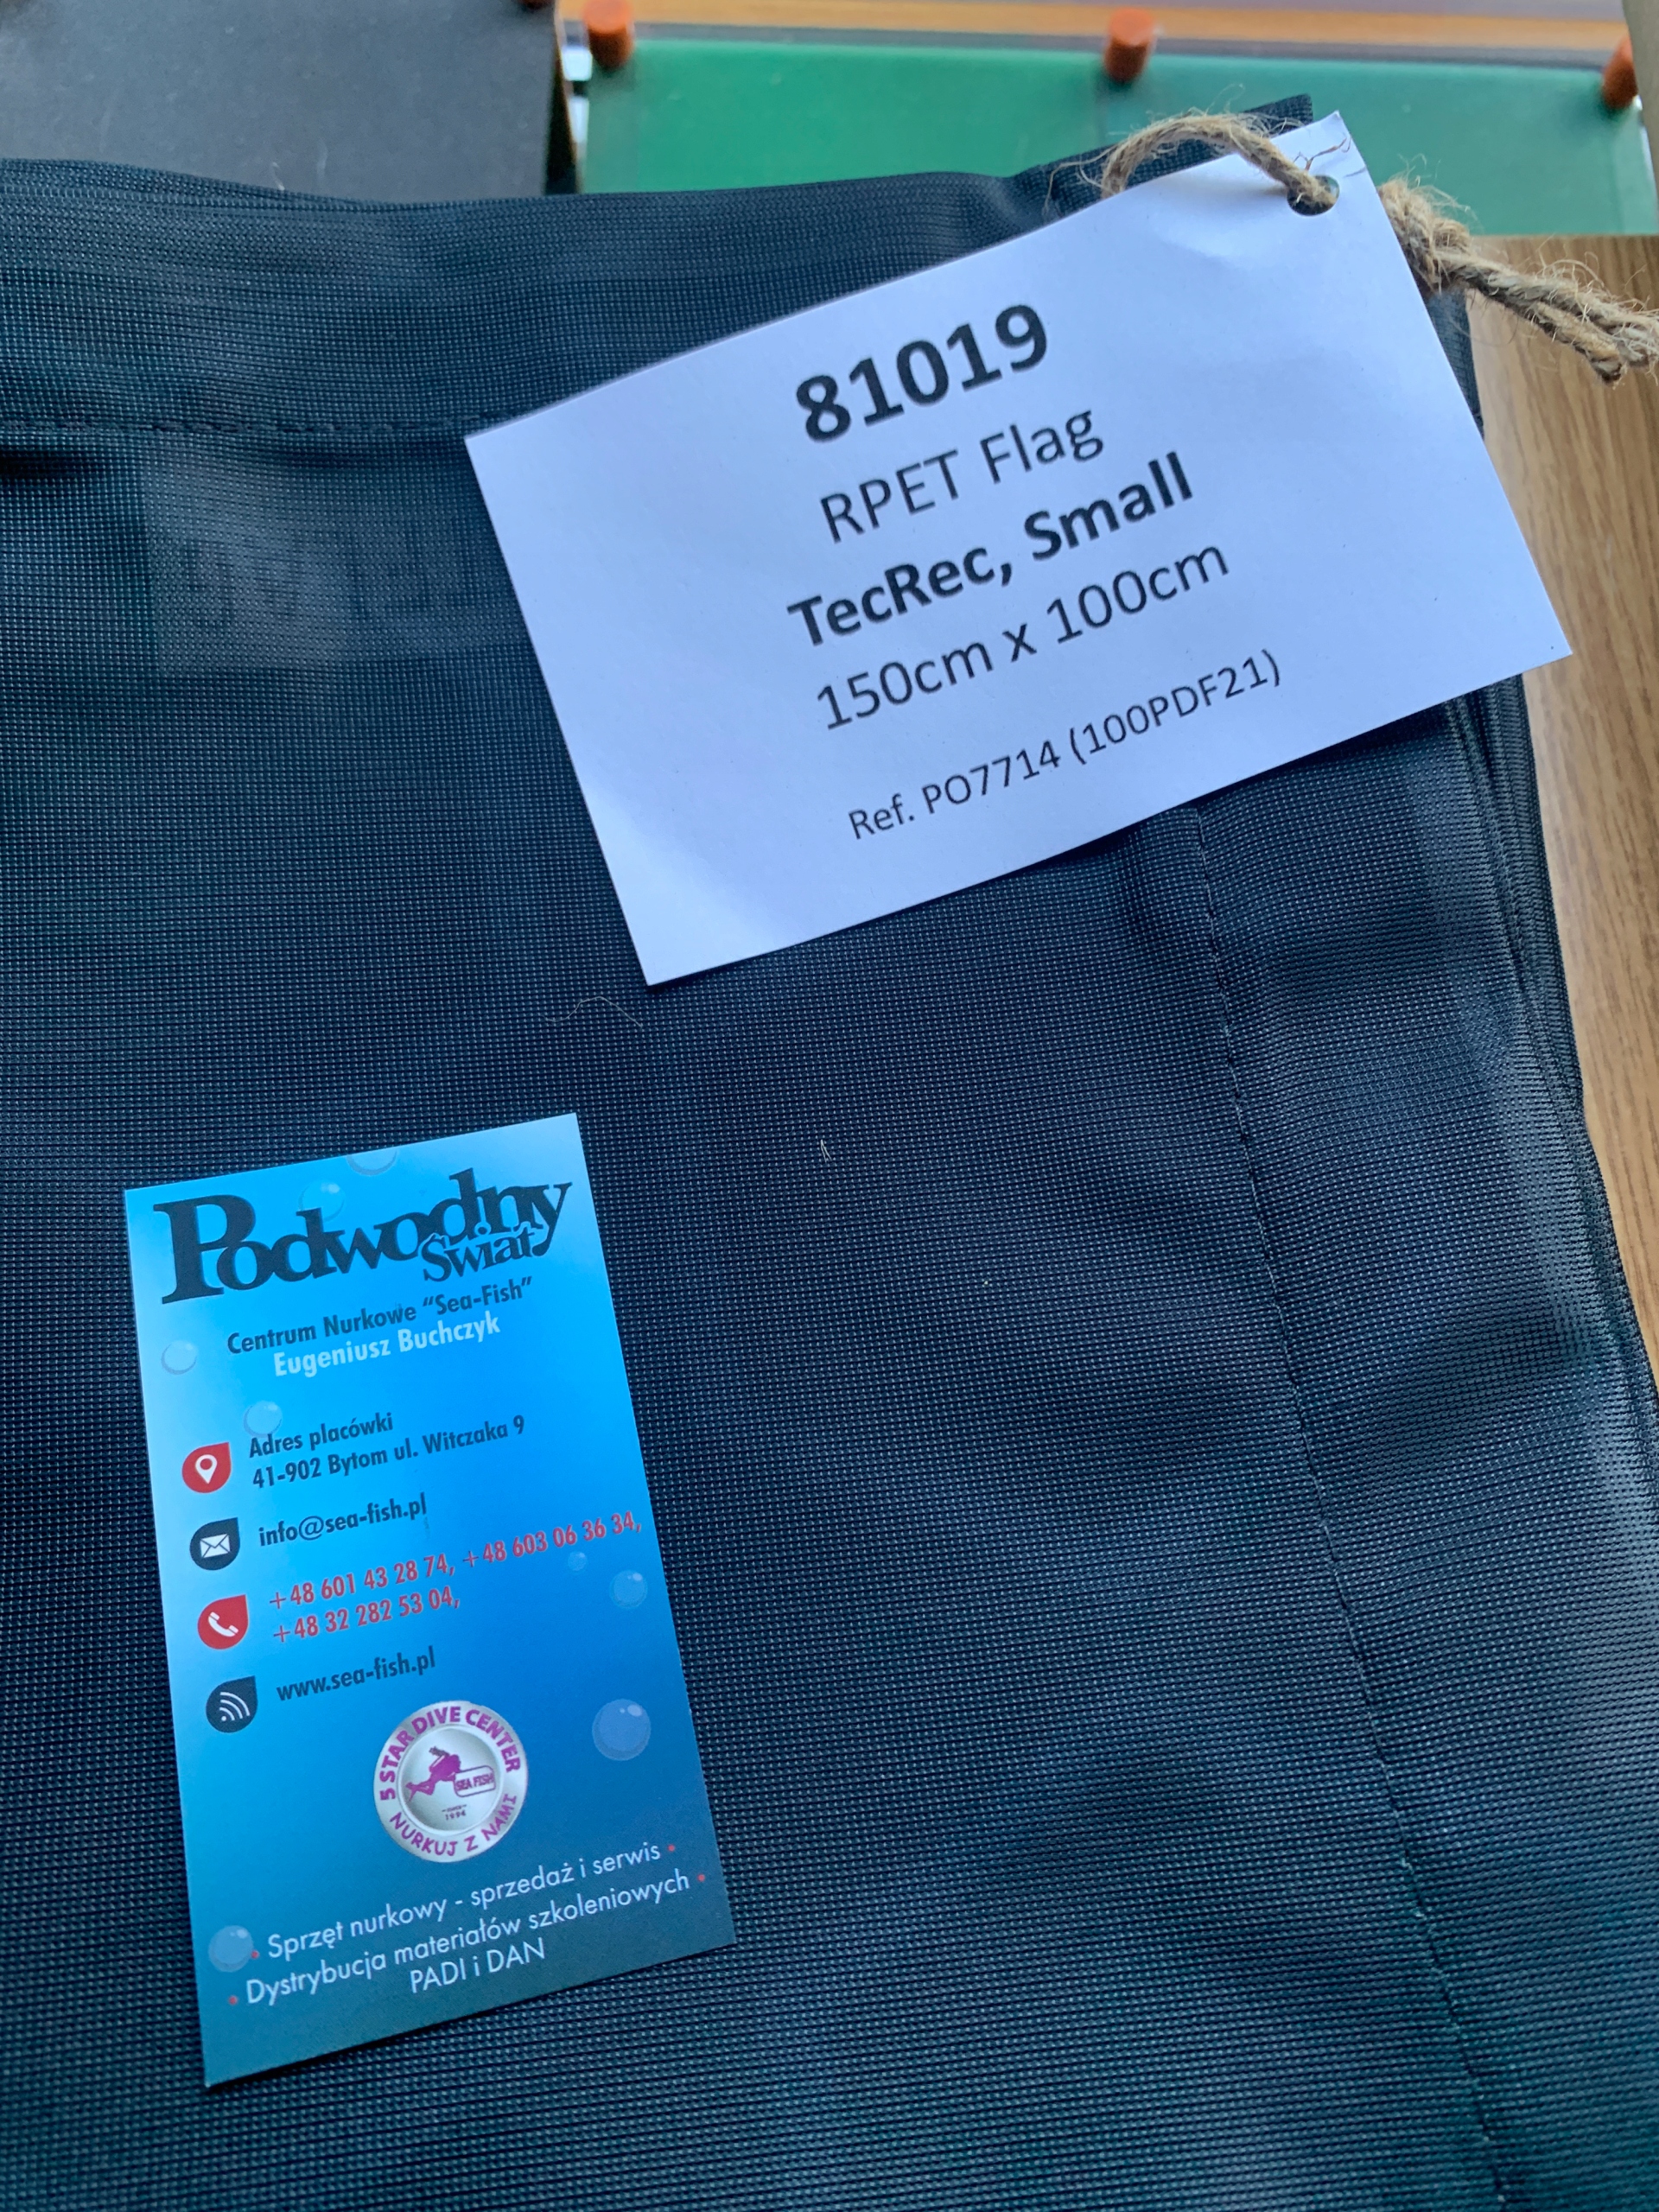 81019
RPET Flag
TecRec, Small
150cm x 100cm
Ref. PO7714 (100PDF21)
Podwodny
Świat
Centrum Nurkowe “Sea-Fish”
Eugeniusz Buchczyk
Adres placówki
41-902 Bytom ul. Witczaka 9
info@sea-fish.pl
+48 601 43 28 74, +48 603 06 36 34,
+48 32 282 53 04,
www.sea-fish.pl
5 STAR DIVE CENTER
SEA FISH
1994
NURKUJ Z NAMI
• Sprzęt nurkowy - sprzedaż i serwis •
• Dystrybucja materiałów szkoleniowych •
PADI i DAN